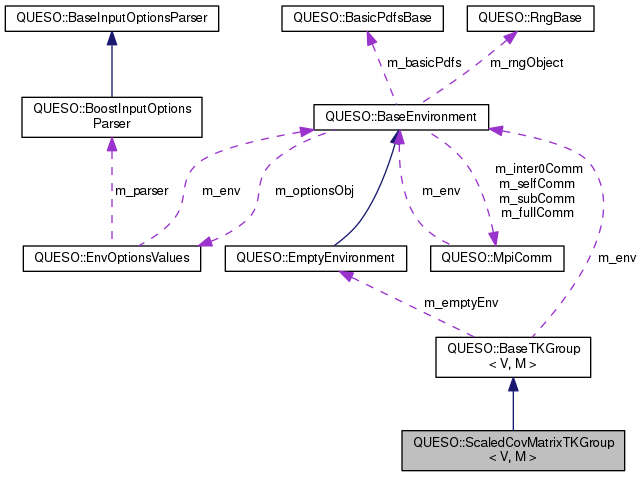 QUESO::BaseInputOptionsParser
QUESO::BasicPdfsBase
QUESO::RngBase
m_basicPdfs
m_rngObject
QUESO::BoostInputOptions
Parser
QUESO::BaseEnvironment
m_parser
m_env
m_optionsObj
m_env
m_inter0Comm
m_selfComm
m_subComm
m_fullComm
QUESO::EnvOptionsValues
QUESO::EmptyEnvironment
QUESO::MpiComm
m_env
m_emptyEnv
QUESO::BaseTKGroup
< V, M >
QUESO::ScaledCovMatrixTKGroup
< V, M >